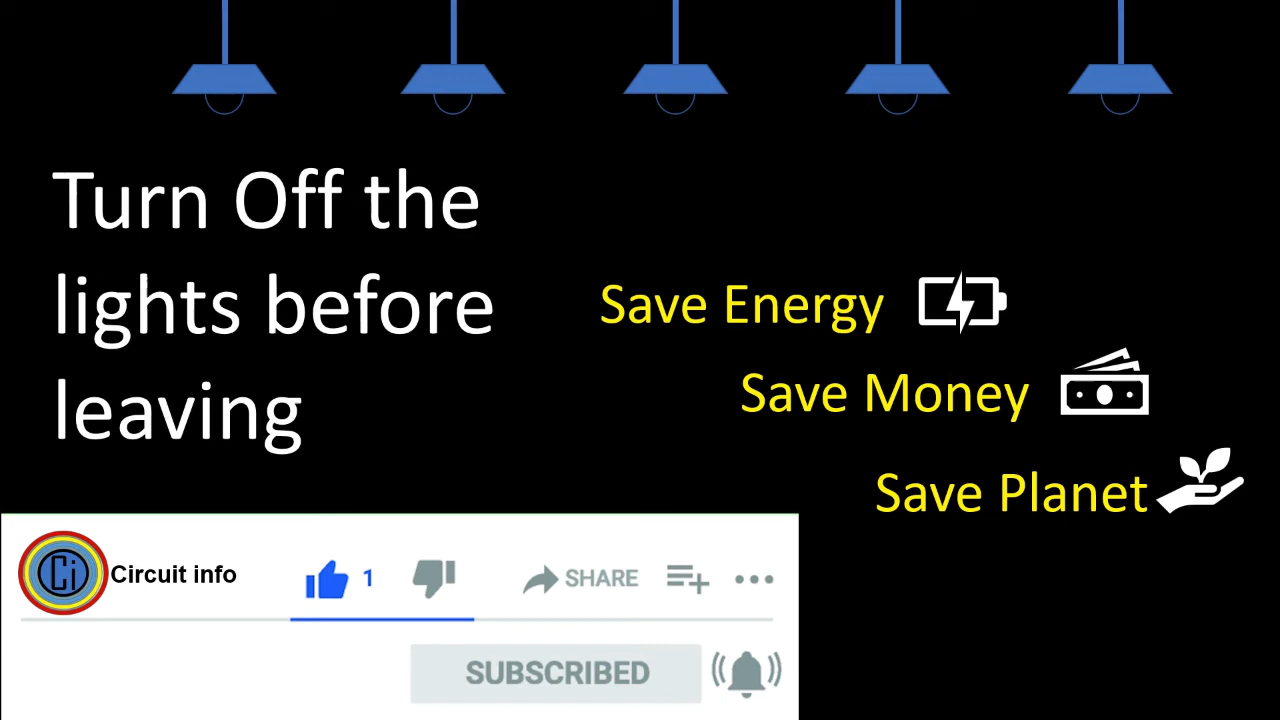 Turn Off the
lights before
leaving
Save Energy
Save Money
Save Planet
Ci
Circuit info
1
SHARE
SUBSCRIBED